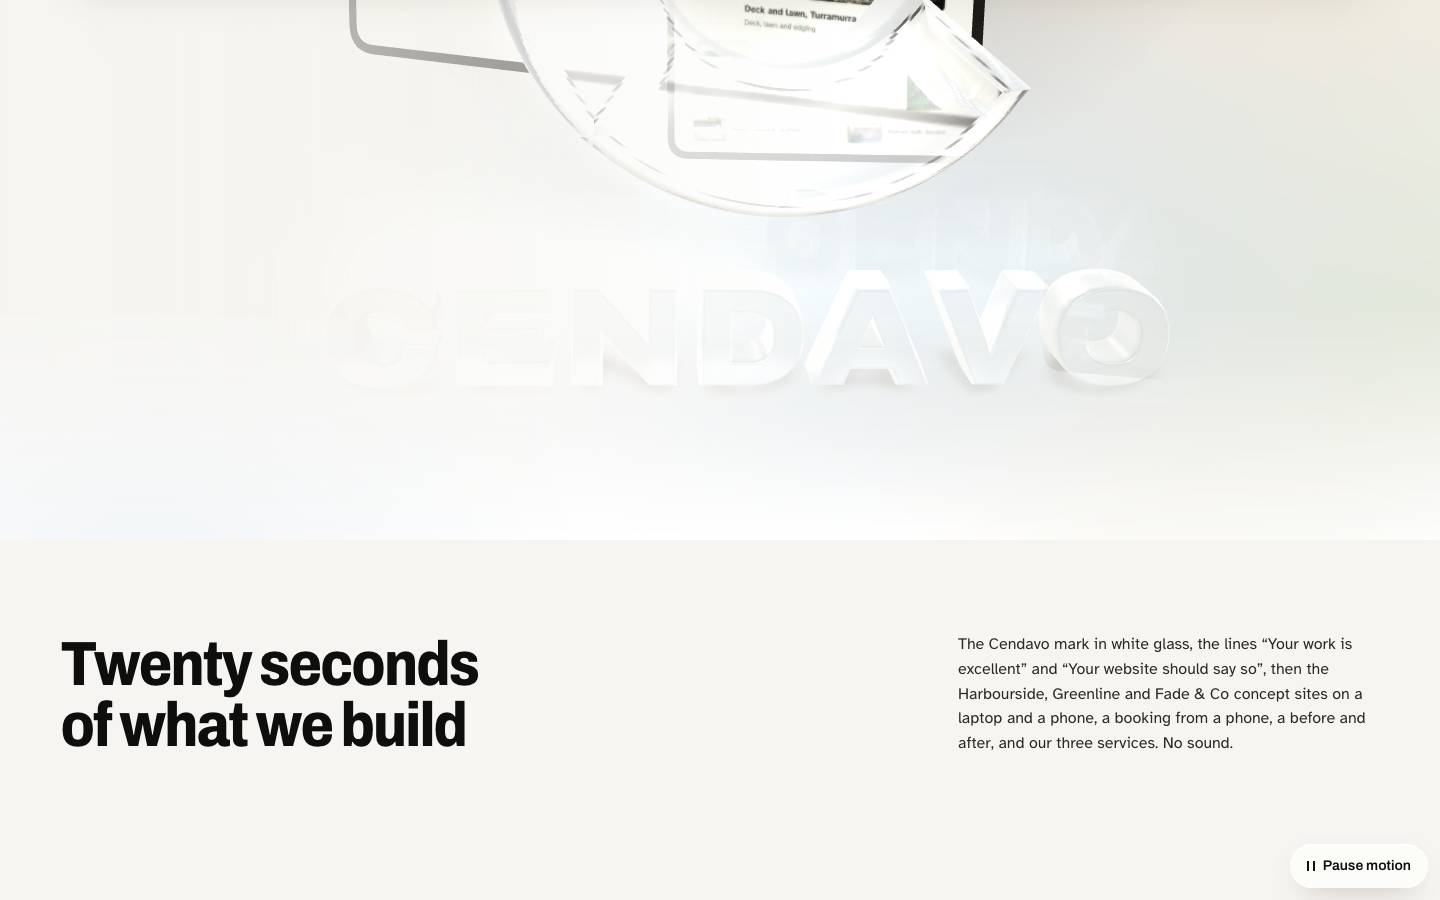 Deck and lawn, Turramurra
Deck, lawn and edging
CENDAVO
Twenty seconds
of what we build
The Cendavo mark in white glass, the lines “Your work is
excellent” and “Your website should say so”, then the
Harbourside, Greenline and Fade & Co concept sites on a
laptop and a phone, a booking from a phone, a before and
after, and our three services. No sound.
Pause motion